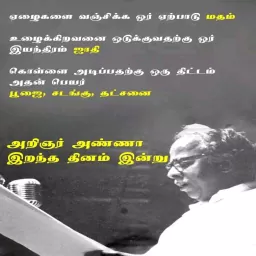 ஏழைகளை வஞ்சிக்க ஓர் ஏற்பாடு மதம்
உழைக்கிறவனை ஒடுக்குவதற்கு ஓர்
இயந்திரம் ஜாதி
கொள்ளை அடிப்பதற்கு ஒரு திட்டம்
அதன் பெயர்
பூஜை, சடங்கு, தட்சனை
அறிஞர் அண்ணா
இறந்த தினம் இன்று